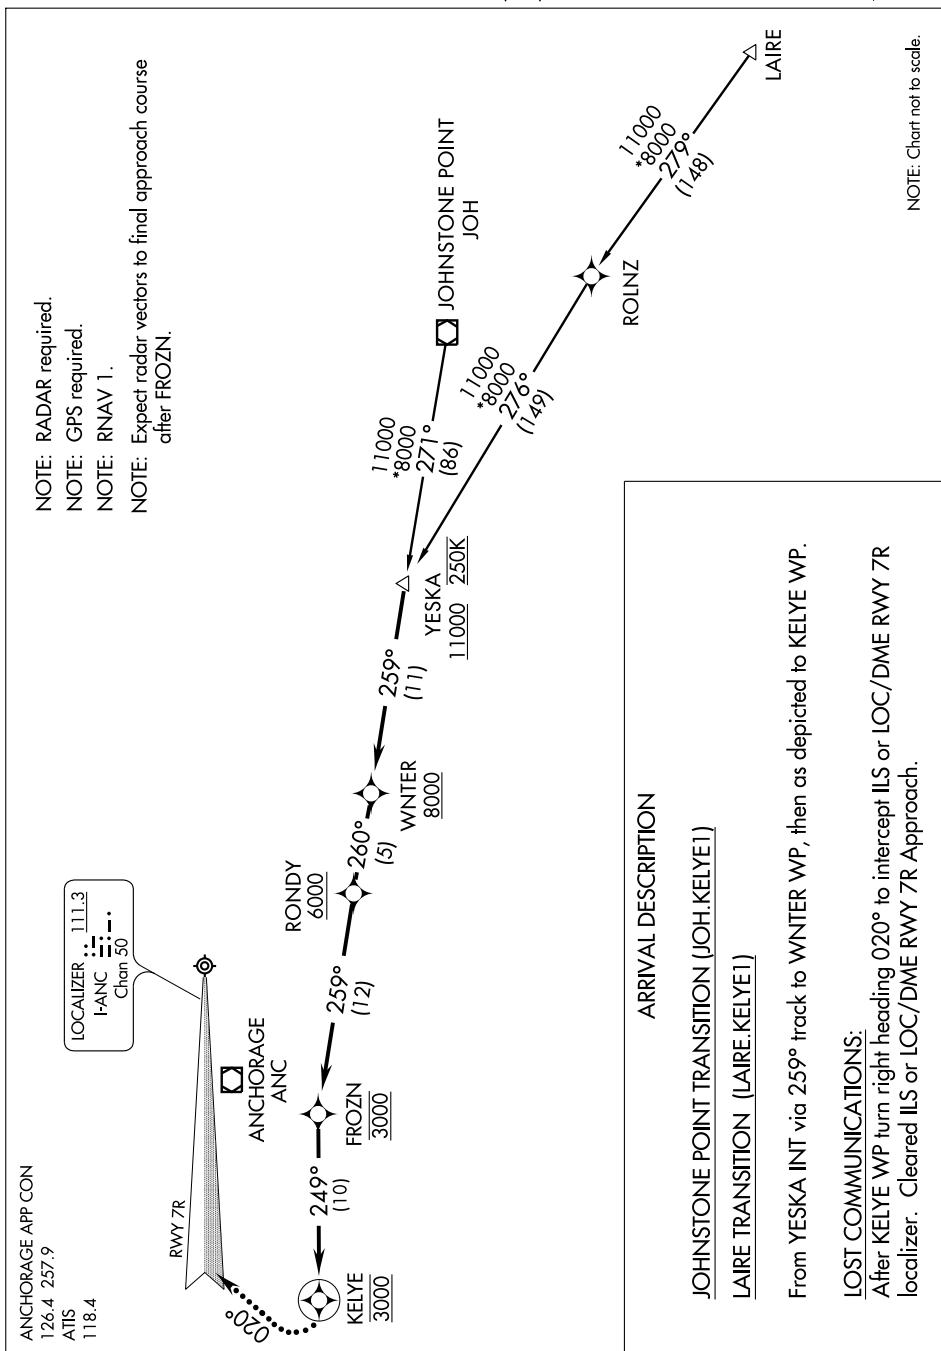 ANCHORAGE APP CON
126.4 257.9
ATIS
118.4
LOCALIZER 111.3
I-ANC
Chan 50
RWY 7R
020°
ANCHORAGE
ANC
NOTE: RADAR required.
NOTE: GPS required.
NOTE: RNAV 1.
NOTE: Expect radar vectors to final approach course
after FROZN.
KELYE
3000
249°
(10)
FROZN
3000
259°
(12)
RONDY
6000
260°
(5)
WNTER
8000
259°
(11)
YESKA
11000 250K
11000
*8000
271°
(86)
JOHNSTONE POINT
JOH
11000
*8000
276°
(149)
ROLNZ
11000
*8000
279°
(148)
LAIRE
NOTE: Chart not to scale.
ARRIVAL DESCRIPTION
JOHNSTONE POINT TRANSITION (JOH.KELYE1)
LAIRE TRANSITION (LAIRE.KELYE1)
From YESKA INT via 259° track to WNTER WP, then as depicted to KELYE WP.
LOST COMMUNICATIONS:
After KELYE WP turn right heading 020° to intercept ILS or LOC/DME RWY 7R
localizer. Cleared ILS or LOC/DME RWY 7R Approach.